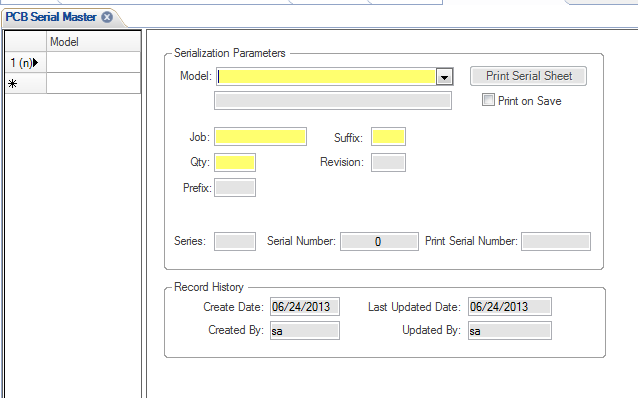 PCB Serial Master
Model
1 (n)
*
Serialization Parameters
Model:
Print Serial Sheet
Print on Save
Job:
Suffix:
Qty:
Revision:
Prefix:
Series:
Serial Number: 0
Print Serial Number:
Record History
Create Date: 06/24/2013
Last Updated Date: 06/24/2013
Created By: sa
Updated By: sa